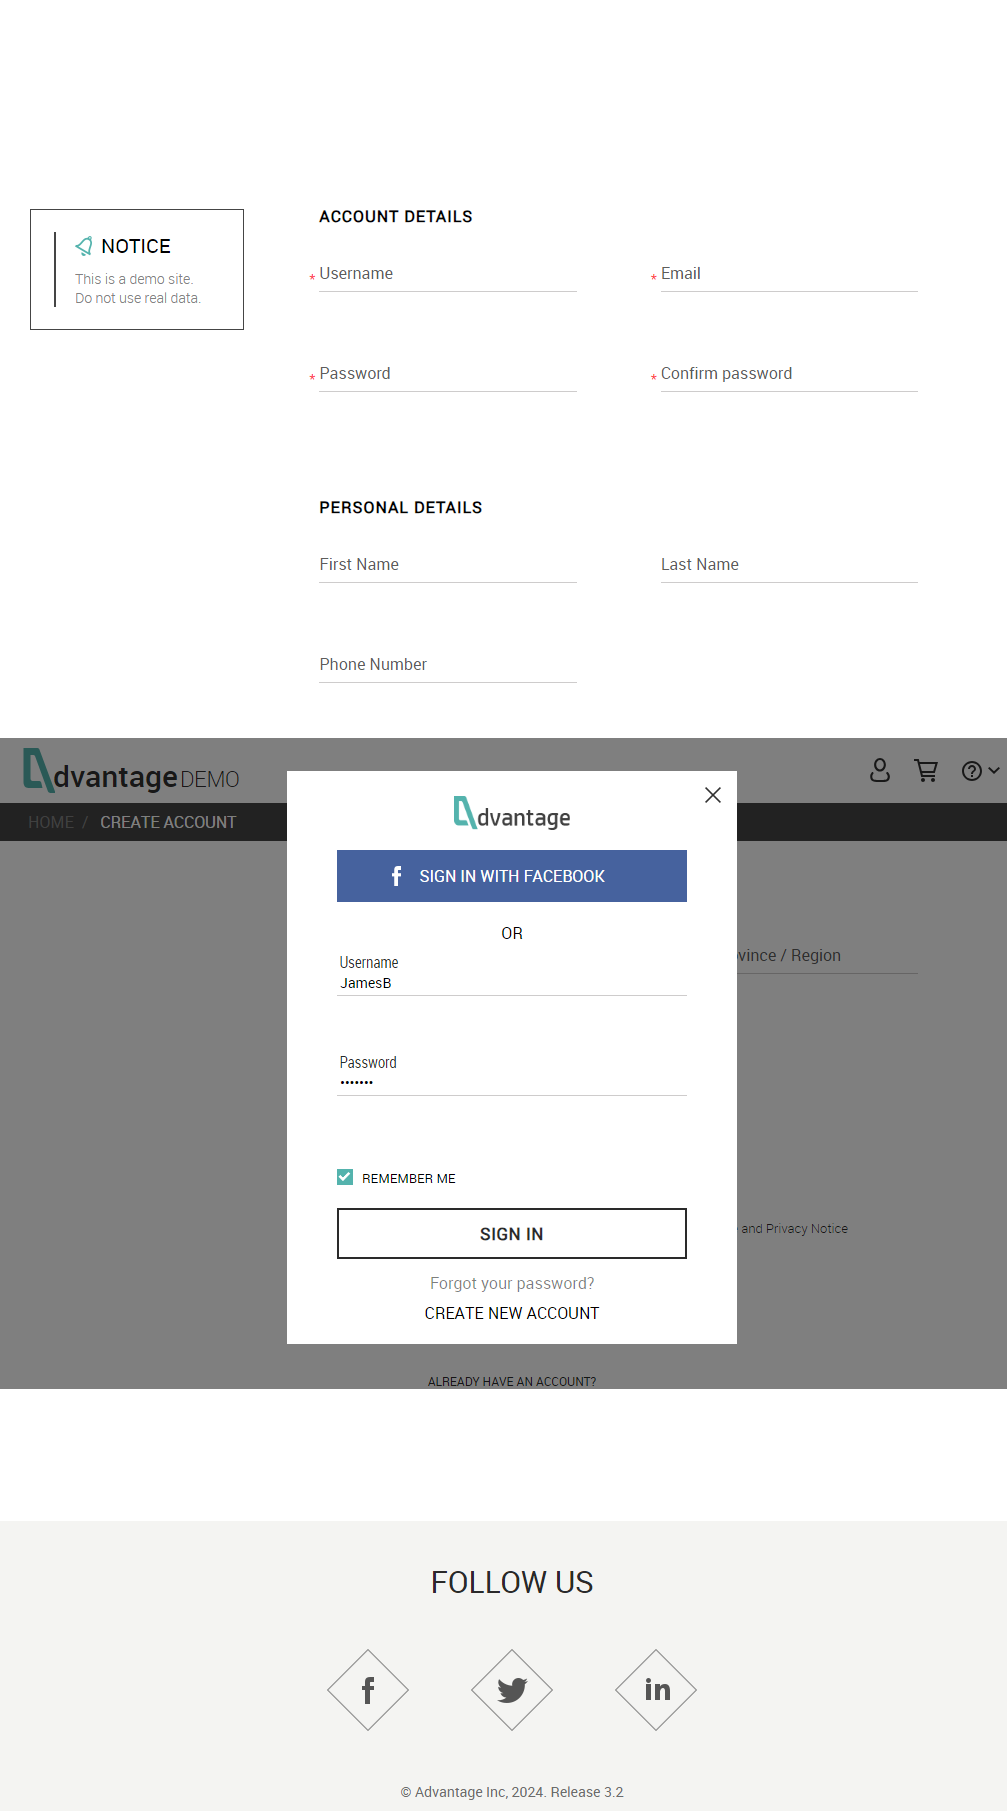 ACCOUNT DETAILS
NOTICE
This is a demo site.
Do not use real data.
* Username
* Email
* Password
* Confirm password
PERSONAL DETAILS
First Name
Last Name
Phone Number
dvantage DEMO
HOME / CREATE ACCOUNT
dvantage
f SIGN IN WITH FACEBOOK
OR
Username
JamesB
ovince / Region
Password
•••••••
REMEMBER ME
SIGN IN
and Privacy Notice
Forgot your password?
CREATE NEW ACCOUNT
ALREADY HAVE AN ACCOUNT?
FOLLOW US
f
in
© Advantage Inc, 2024. Release 3.2